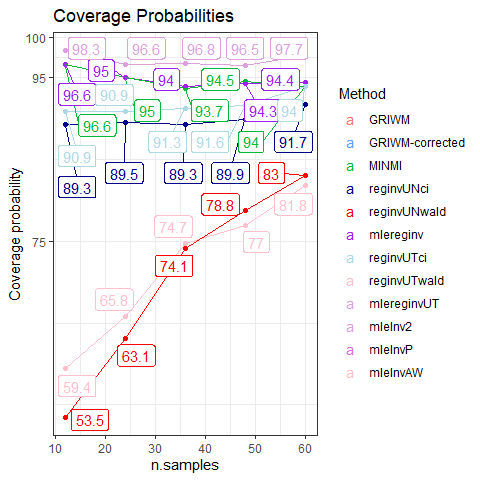 Coverage Probabilities
100
98.3
96.6
96.8
96.5
97.7
95
95
94
94.5
94.4
96.6
90.9
95
93.7
94.3
94
96.6
91.3
91.6
94
91.7
90.9
89.3
89.5
89.3
89.9
83
78.8
81.8
75
74.7
77
74.1
65.8
63.1
59.4
53.5
10
20
30
40
50
60
n.samples
Coverage probability
Method
a GRIWM
a GRIWM-corrected
a MINMI
a reginvUNci
a reginvUNwald
a mlereginv
a reginvUTci
a reginvUTwald
a mlereginvUT
a mleInv2
a mleInvP
a mleInvAW